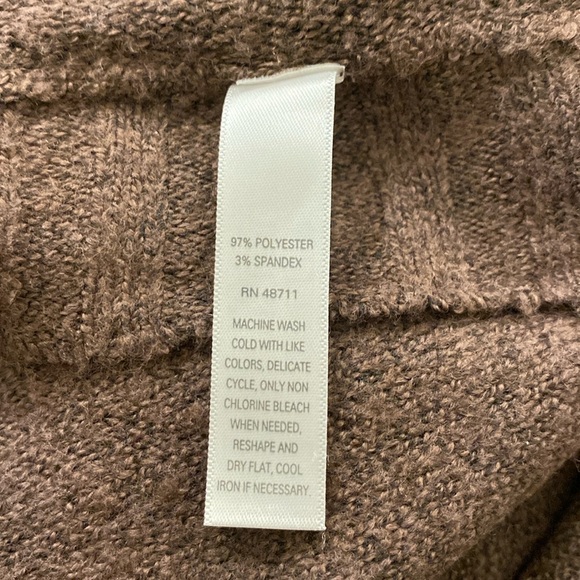 97% POLYESTER
3% SPANDEX
RN 48711
MACHINE WASH
COLD WITH LIKE
COLORS, DELICATE
CYCLE, ONLY NON
CHLORINE BLEACH
WHEN NEEDED,
RESHAPE AND
DRY FLAT, COOL
IRON IF NECESSARY.